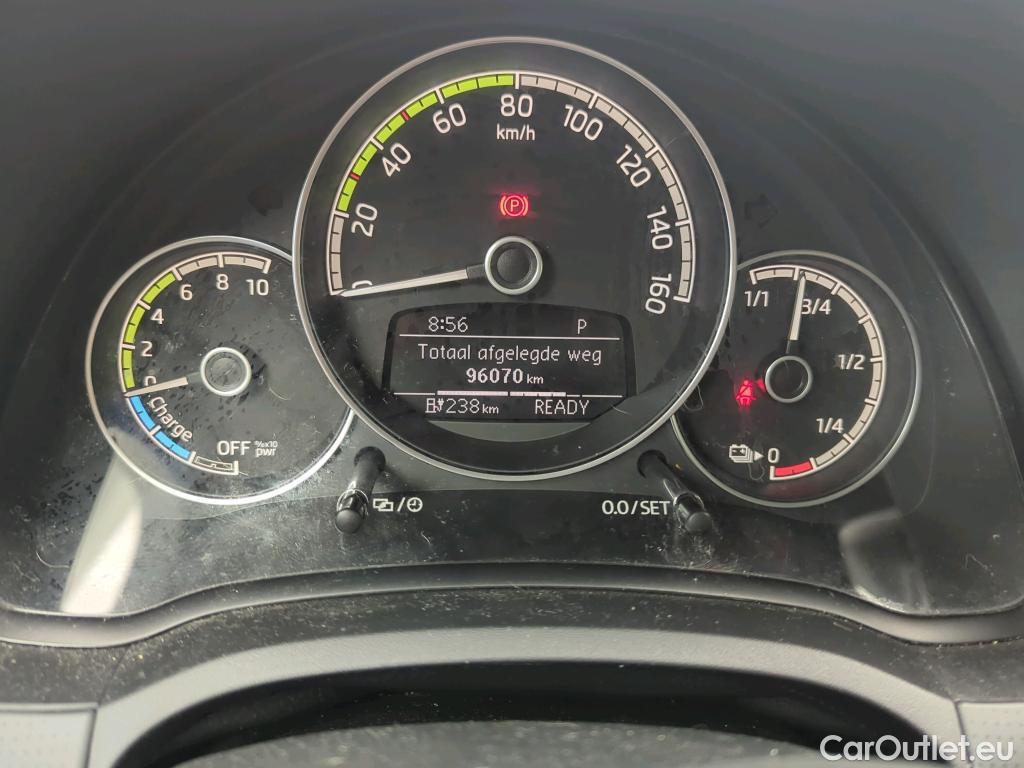 0 20 40 60 80 100 120 140 160
km/h
(P)
0 2 4 6 8 10
Charge
OFF %x10
pwr
8:56 P
Totaal afgelegde weg
96070 km
238 km READY
1/1 3/4 1/2 1/4 0
0.0/SET
CarOutlet.eu